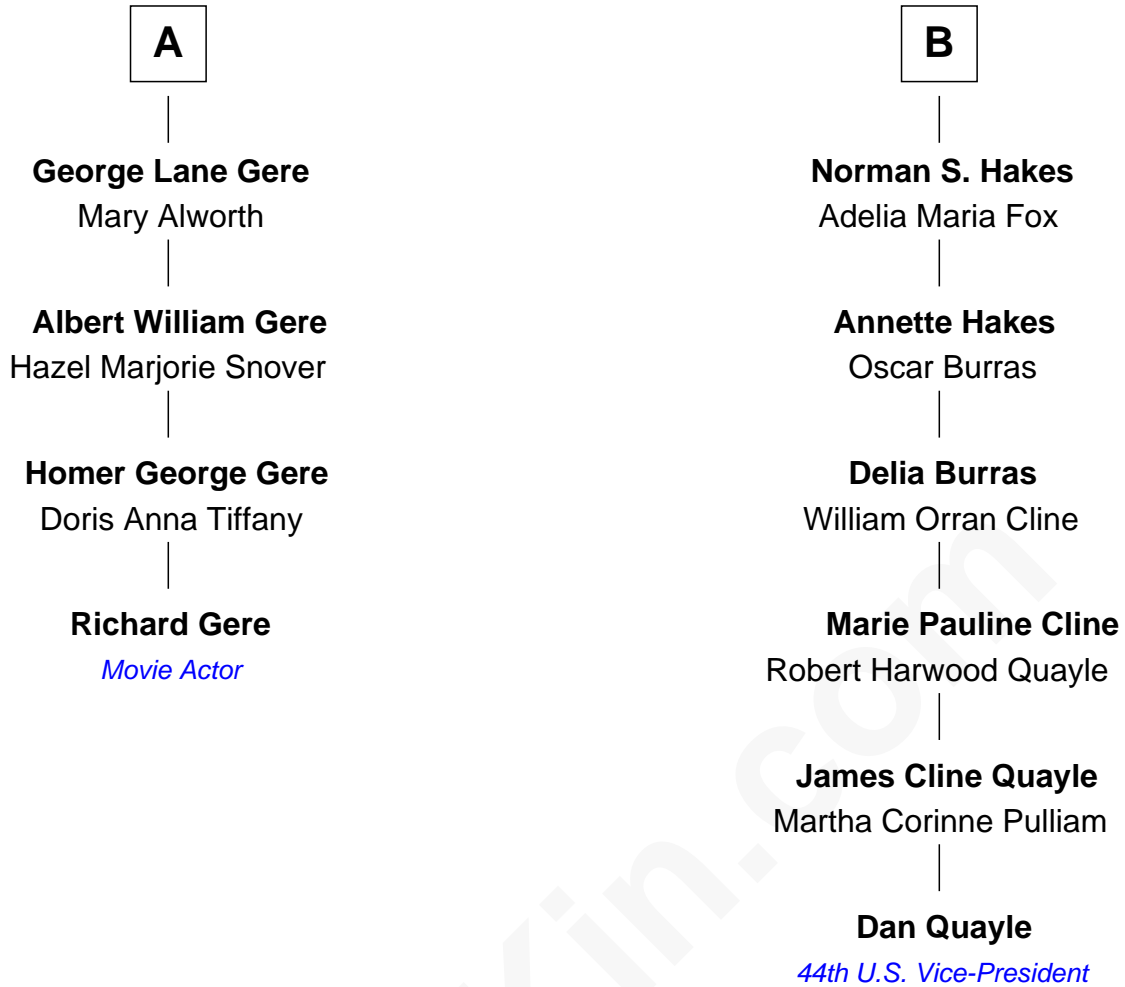 A
George Lane Gere
Mary Alworth
Albert William Gere
Hazel Marjorie Snover
Homer George Gere
Doris Anna Tiffany
Richard Gere
Movie Actor
B
Norman S. Hakes
Adelia Maria Fox
Annette Hakes
Oscar Burras
Delia Burras
William Orran Cline
Marie Pauline Cline
Robert Harwood Quayle
James Cline Quayle
Martha Corinne Pulliam
Dan Quayle
44th U.S. Vice-President
Kin.com